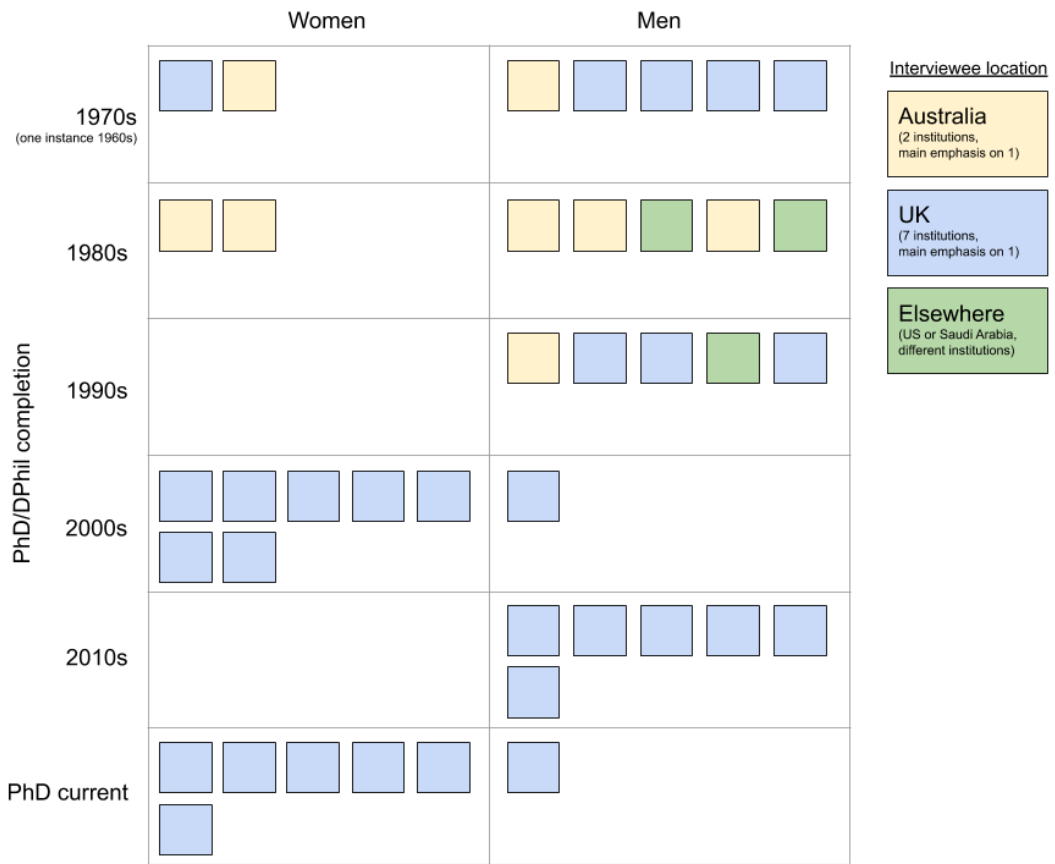 Women
Men
1970s
(one instance 1960s)
1980s
1990s
2000s
2010s
PhD current
PhD/DPhil completion
Interviewee location
Australia
(2 institutions,
main emphasis on 1)
UK
(7 institutions,
main emphasis on 1)
Elsewhere
(US or Saudi Arabia,
different institutions)